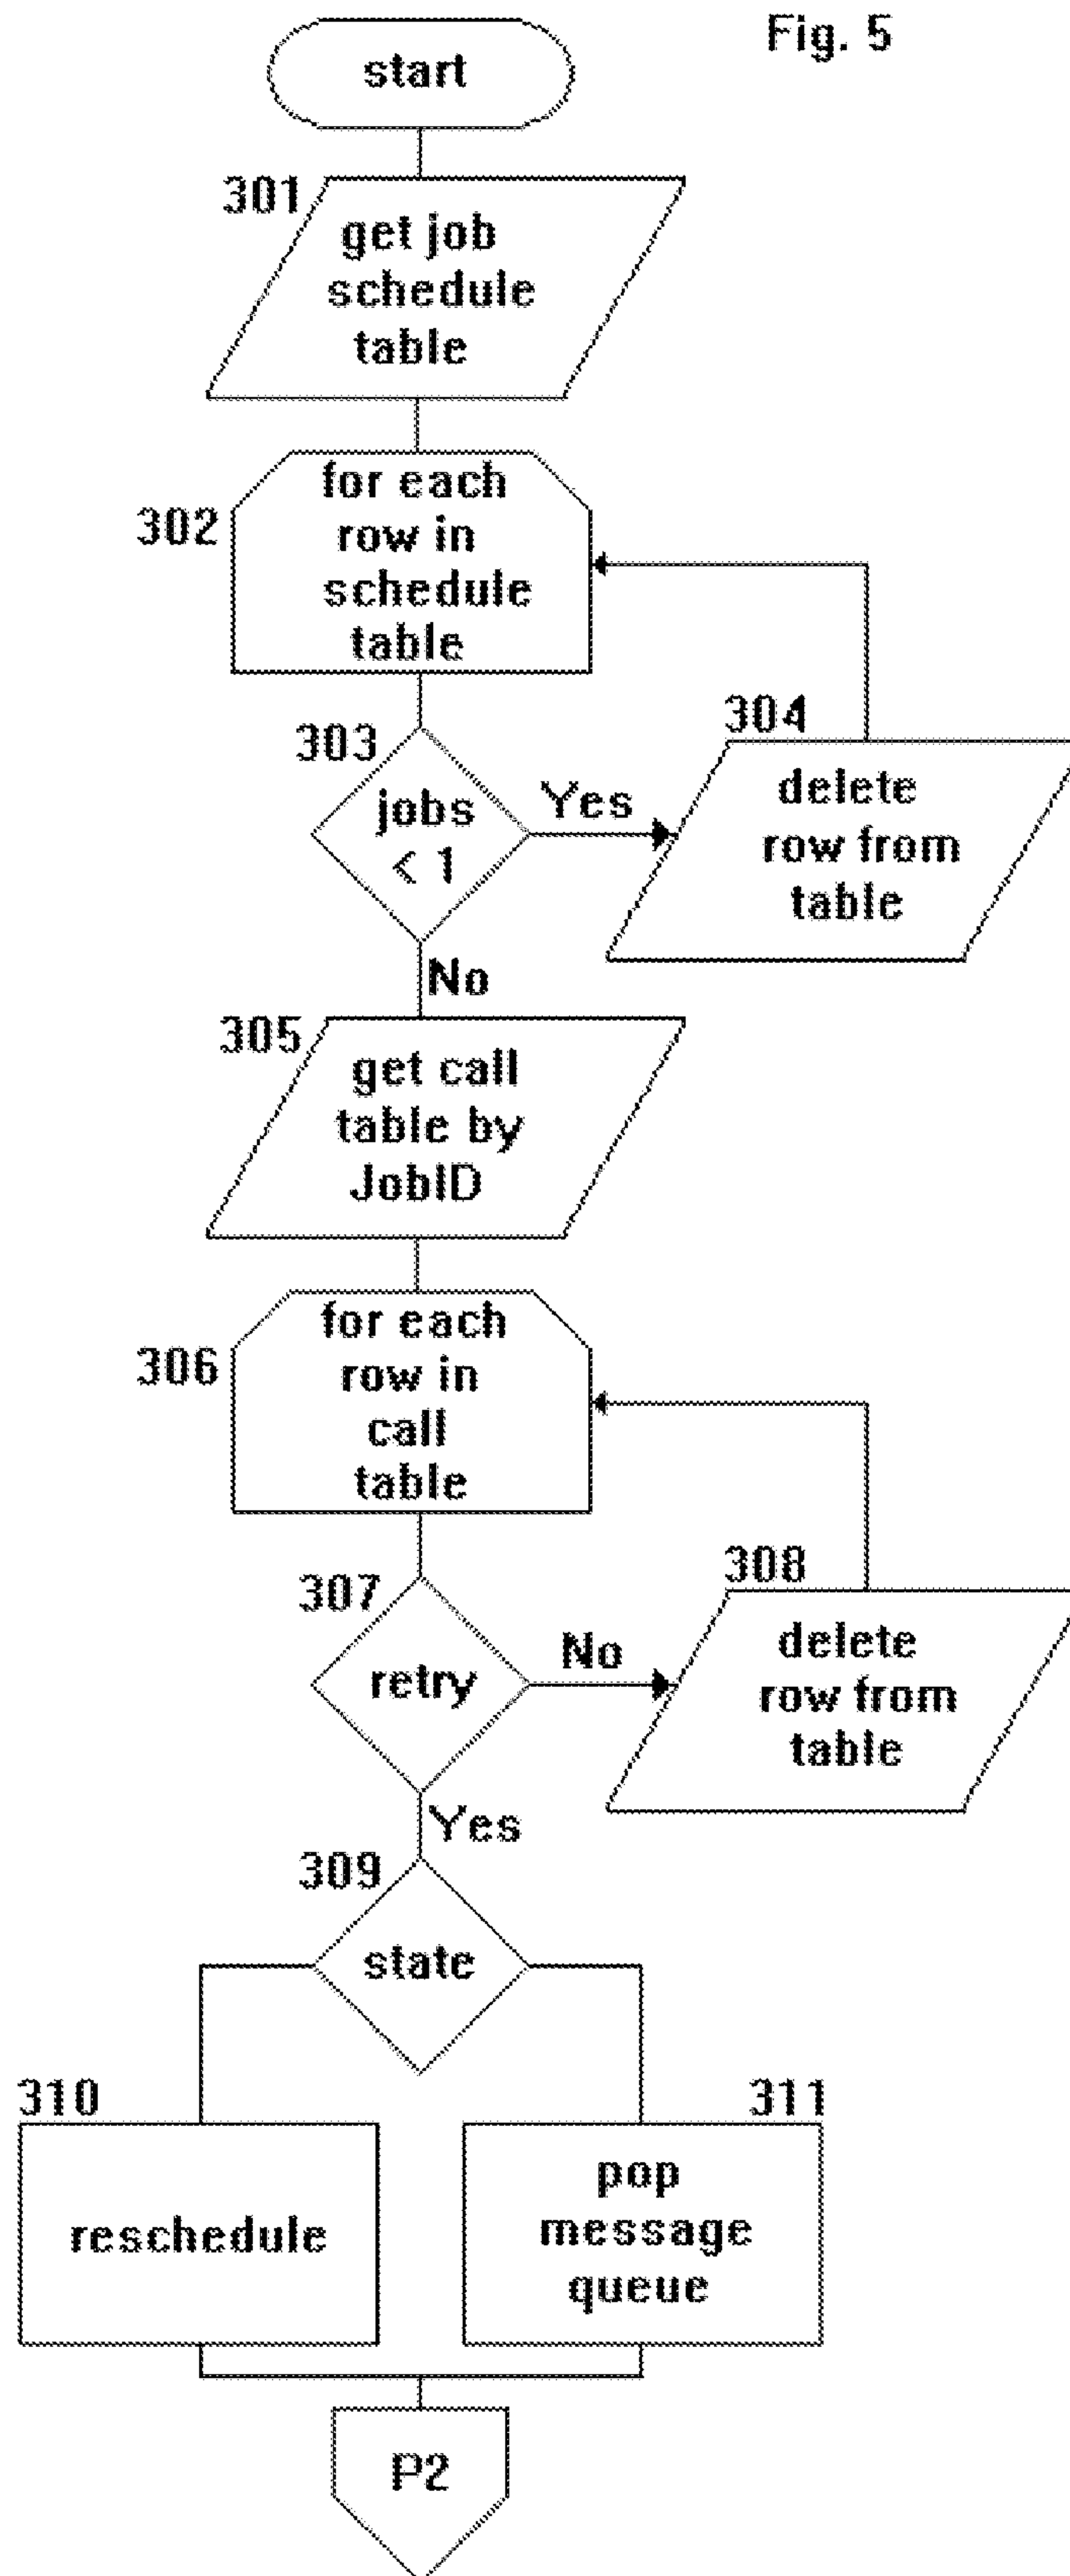 Fig. 5
start
301
get job
schedule
table
302
for each
row in
schedule
table
303
jobs
< 1
Yes
304
delete
row from
table
No
305
get call
table by
JobID
306
for each
row in
call
table
307
retry
No
308
delete
row from
table
Yes
309
state
310
reschedule
311
pop
message
queue
P2